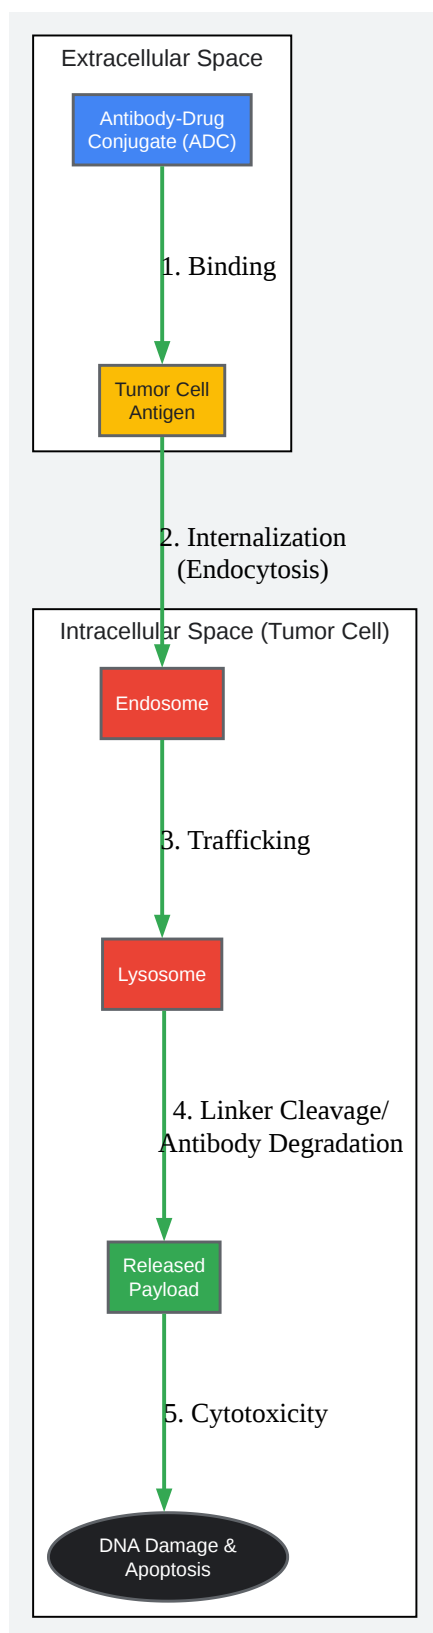 Extracellular Space
Antibody-Drug
Conjugate (ADC)
1. Binding
Tumor Cell
Antigen
2. Internalization
(Endocytosis)
Intracellular Space (Tumor Cell)
Endosome
3. Trafficking
Lysosome
4. Linker Cleavage/
Antibody Degradation
Released
Payload
5. Cytotoxicity
DNA Damage &
Apoptosis